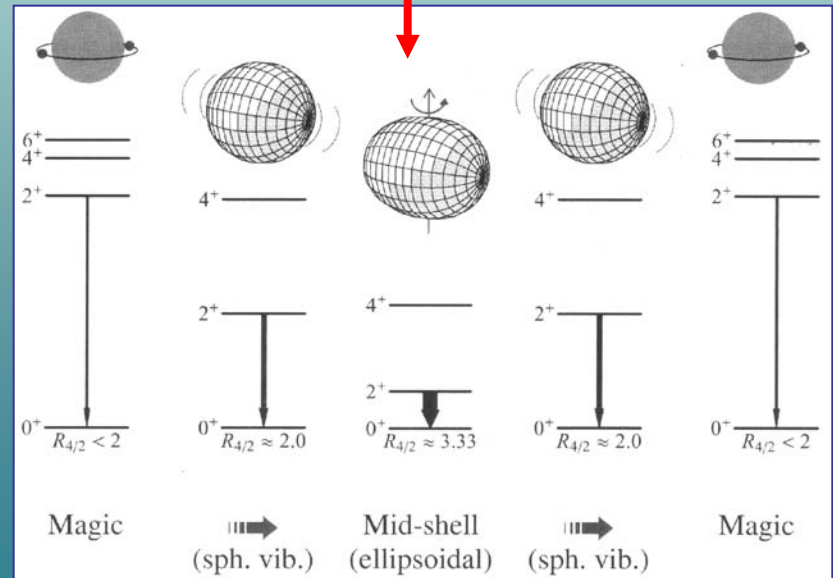 6+
4+
2+
0+
R4/2 < 2
Magic
4+
2+
0+
R4/2 ≈ 2.0
(sph. vib.)
4+
2+
0+
R4/2 ≈ 3.33
Mid-shell
(ellipsoidal)
4+
2+
0+
R4/2 ≈ 2.0
(sph. vib.)
6+
4+
2+
0+
R4/2 < 2
Magic